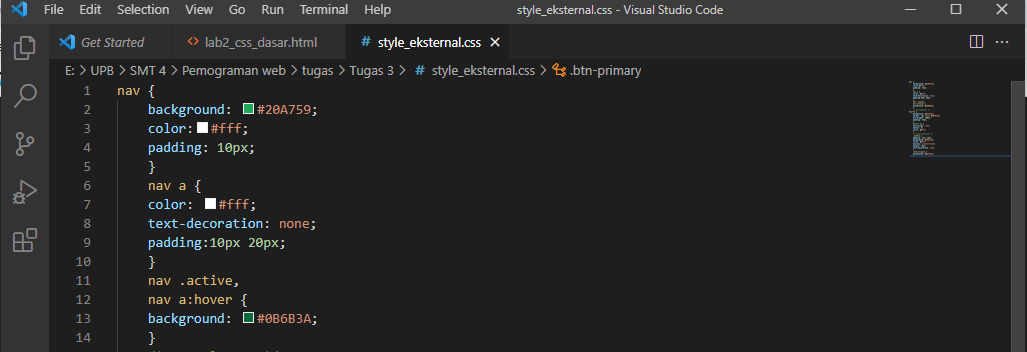 File Edit Selection View Go Run Terminal Help style_eksternal.css - Visual Studio Code
Get Started <> lab2_css_dasar.html # style_eksternal.css
E: > UPB > SMT 4 > Pemograman web > tugas > Tugas 3 > # style_eksternal.css > .btn-primary
1 nav {
2 background: #20A759;
3 color: #fff;
4 padding: 10px;
5 }
6 nav a {
7 color: #fff;
8 text-decoration: none;
9 padding:10px 20px;
10 }
11 nav .active,
12 nav a:hover {
13 background: #0B6B3A;
14 }